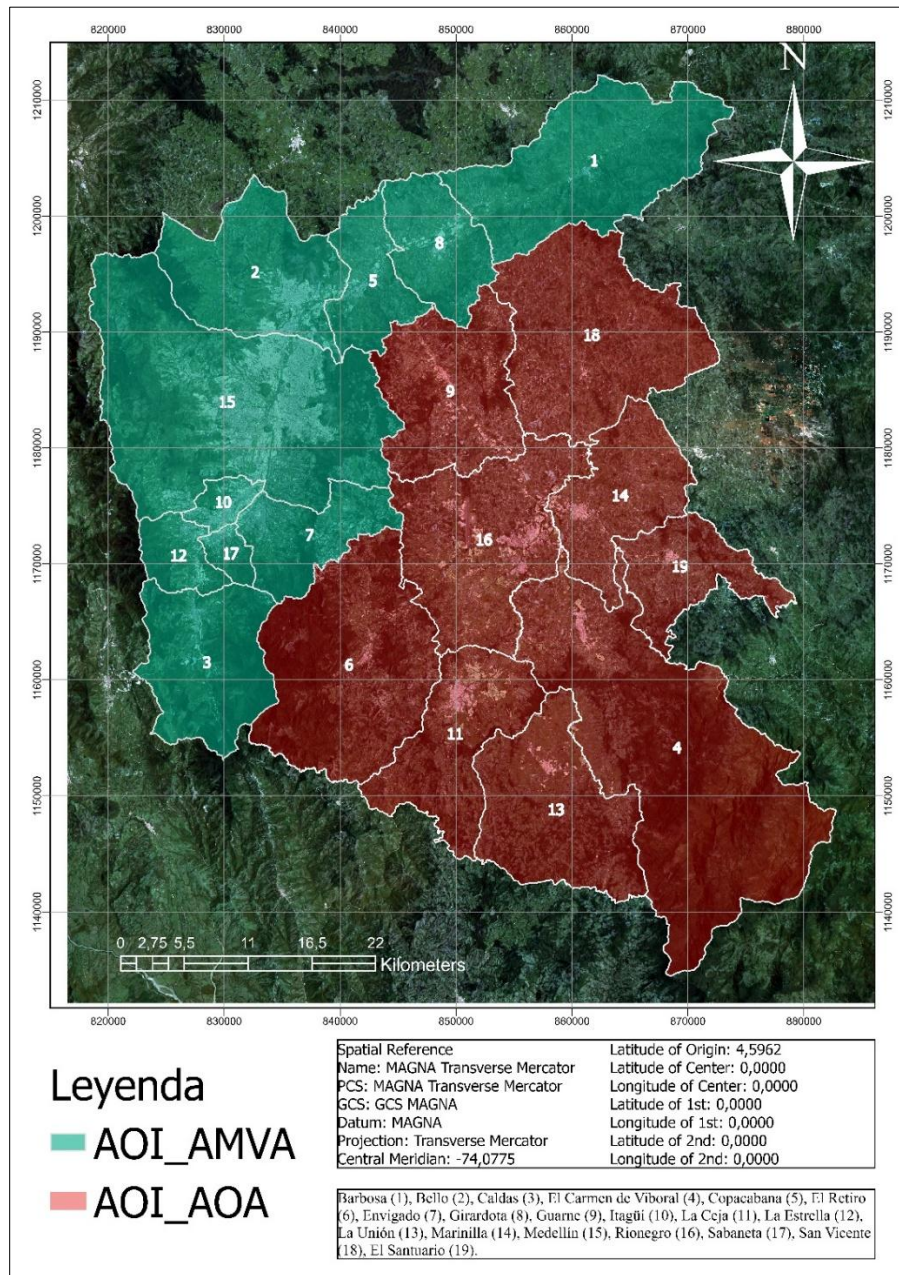 820000 830000 840000 850000 860000 870000 880000
N
1210000 1210000
1
1200000 1200000
8
2
5
1190000 1190000
18
9
15
1180000 1180000
14
10
16
7
12 17
19
1170000 1170000
3
6
1160000 1160000
11
4
13
1150000 1150000
1140000 1140000
0 2,75 5,5 11 16,5 22
Kilometers
820000 830000 840000 850000 860000 870000 880000
Leyenda
AOI_AMVA
AOI_AOA
Spatial Reference
Name: MAGNA Transverse Mercator
PCS: MAGNA Transverse Mercator
GCS: GCS MAGNA
Datum: MAGNA
Projection: Transverse Mercator
Central Meridian: -74,0775
Latitude of Origin: 4,5962
Latitude of Center: 0,0000
Longitude of Center: 0,0000
Latitude of 1st: 0,0000
Longitude of 1st: 0,0000
Latitude of 2nd: 0,0000
Longitude of 2nd: 0,0000
Barbosa (1), Bello (2), Caldas (3), El Carmen de Viboral (4), Copacabana (5), El Retiro
(6), Envigado (7), Girardota (8), Guarne (9), Itagüí (10), La Ceja (11), La Estrella (12),
La Unión (13), Marinilla (14), Medellín (15), Rionegro (16), Sabaneta (17), San Vicente
(18), El Santuario (19).